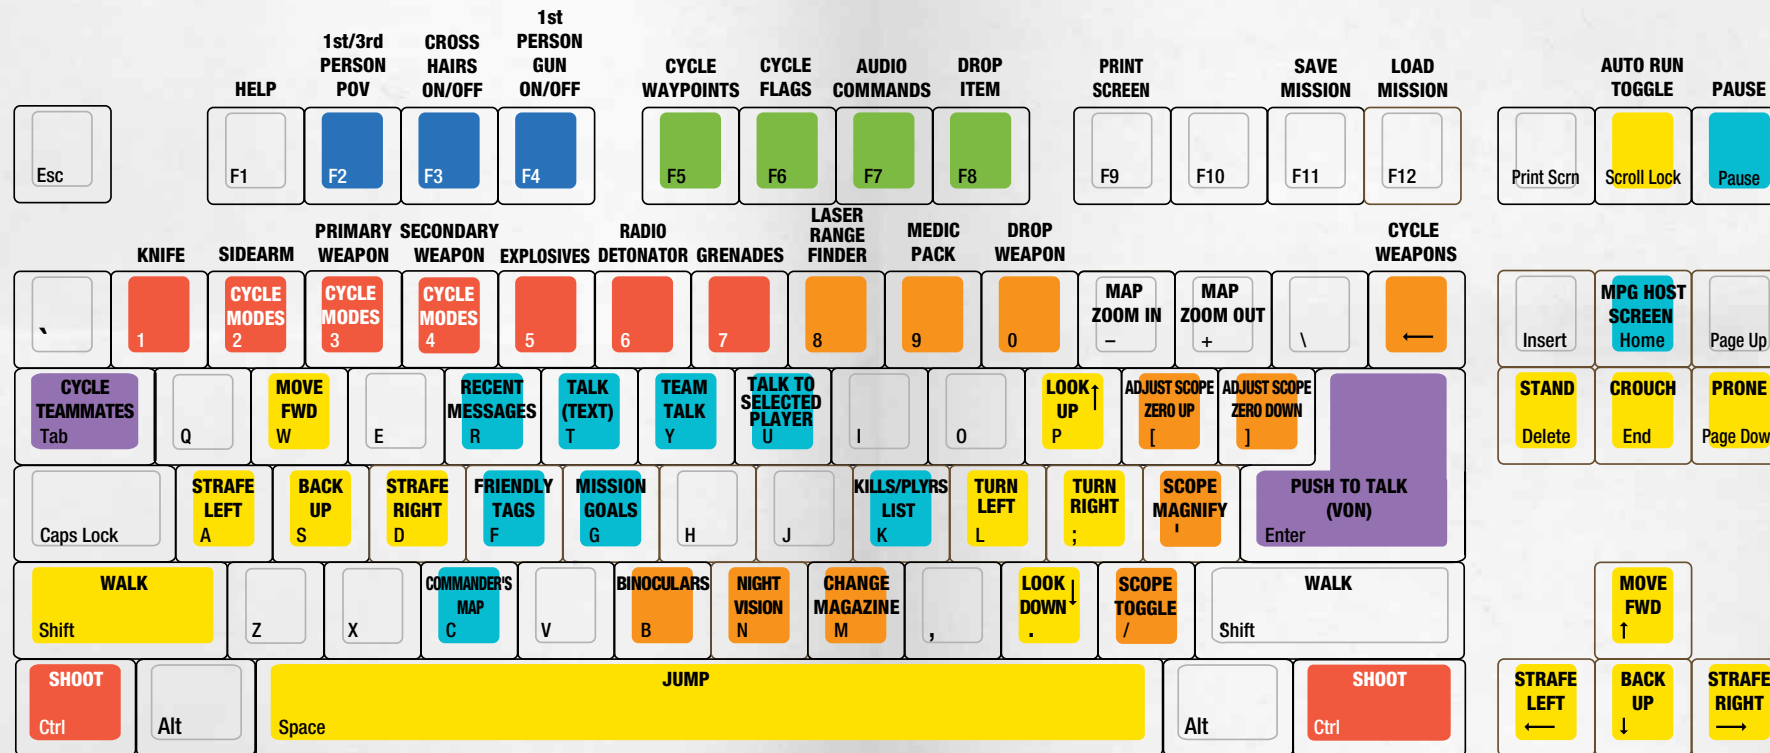 1st
1st/3rd CROSS PERSON
PERSON HAIRS GUN CYCLE CYCLE AUDIO DROP PRINT SAVE LOAD AUTO RUN
HELP POV ON/OFF ON/OFF WAYPOINTS FLAGS COMMANDS ITEM SCREEN MISSION MISSION TOGGLE PAUSE
Esc F1 F2 F3 F4 F5 F6 F7 F8 F9 F10 F11 F12 Print Scrn Scroll Lock Pause
LASER
PRIMARY SECONDARY RADIO RANGE MEDIC DROP CYCLE
KNIFE SIDEARM WEAPON WEAPON EXPLOSIVES DETONATOR GRENADES FINDER PACK WEAPON WEAPONS
CYCLE CYCLE CYCLE MAP MAP MPG HOST
MODES MODES MODES ZOOM IN ZOOM OUT SCREEN
` 1 2 3 4 5 6 7 8 9 0 – + \ ← Insert Home Page Up
CYCLE MOVE RECENT TALK TEAM TALK TO LOOK ↑ ADJUST SCOPE ADJUST SCOPE STAND CROUCH PRONE
TEAMMATES FWD MESSAGES (TEXT) TALK SELECTED UP ZERO UP ZERO DOWN
PLAYER
Tab Q W E R T Y U I O P [ ] Delete End Page Dow
STRAFE BACK STRAFE FRIENDLY MISSION KILLS/PLYRS TURN TURN SCOPE PUSH TO TALK
LEFT UP RIGHT TAGS GOALS LIST LEFT RIGHT MAGNIFY (VON)
Caps Lock A S D F G H J K L ; ' Enter
WALK COMMANDER'S BINOCULARS NIGHT CHANGE LOOK ↓ SCOPE WALK MOVE
MAP VISION MAGAZINE DOWN TOGGLE FWD
Shift Z X C V B N M , . / Shift ↑
SHOOT JUMP SHOOT STRAFE BACK STRAFE
LEFT UP RIGHT
Ctrl Alt Space Alt Ctrl ← ↓ →